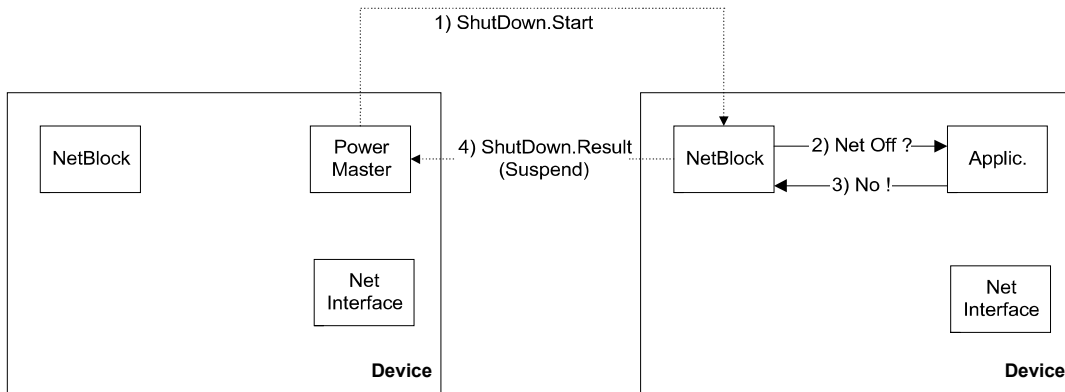 1) ShutDown.Start
NetBlock
Power
Master
4) ShutDown.Result
(Suspend)
NetBlock
2) Net Off ?
3) No !
Applic.
Net
Interface
Net
Interface
Device
Device